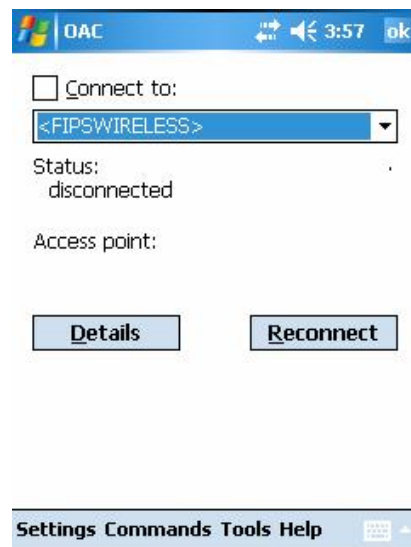 OAC 3:57 ok
Connect to:
<FIPSWIRELESS>
Status:
disconnected
Access point:
Details Reconnect
Settings Commands Tools Help